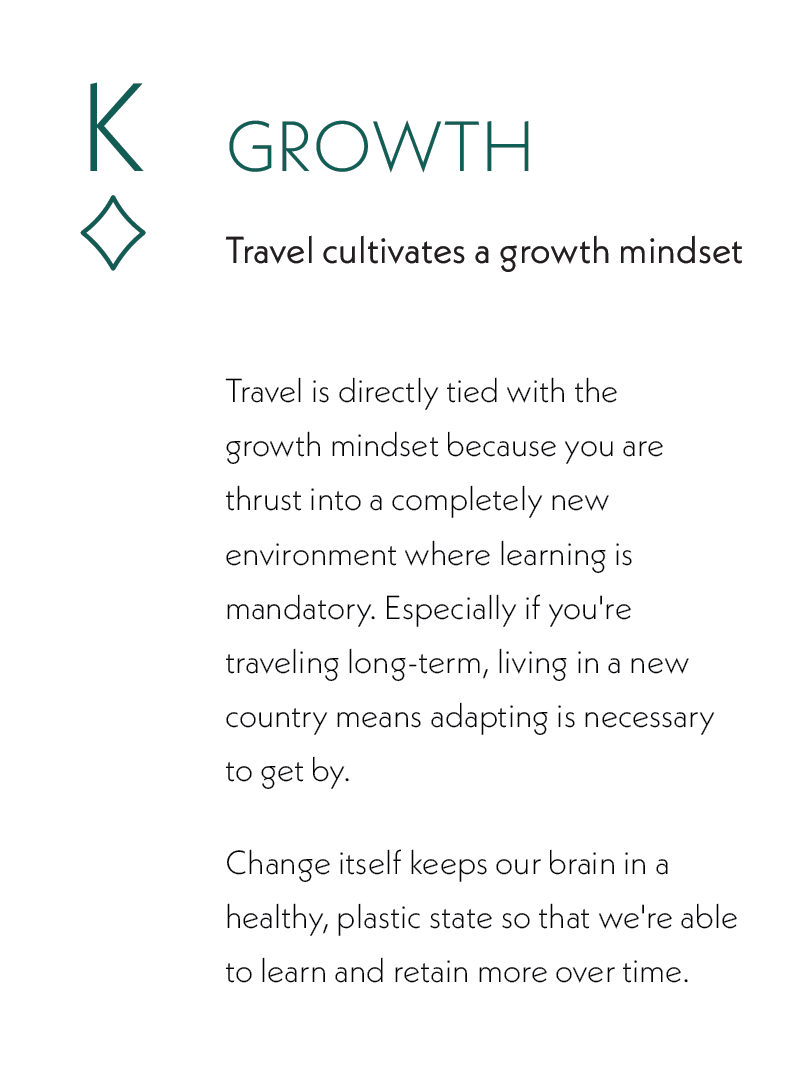 K
GROWTH
Travel cultivates a growth mindset
Travel is directly tied with the
growth mindset because you are
thrust into a completely new
environment where learning is
mandatory. Especially if you're
traveling long-term, living in a new
country means adapting is necessary
to get by.
Change itself keeps our brain in a
healthy, plastic state so that we're able
to learn and retain more over time.